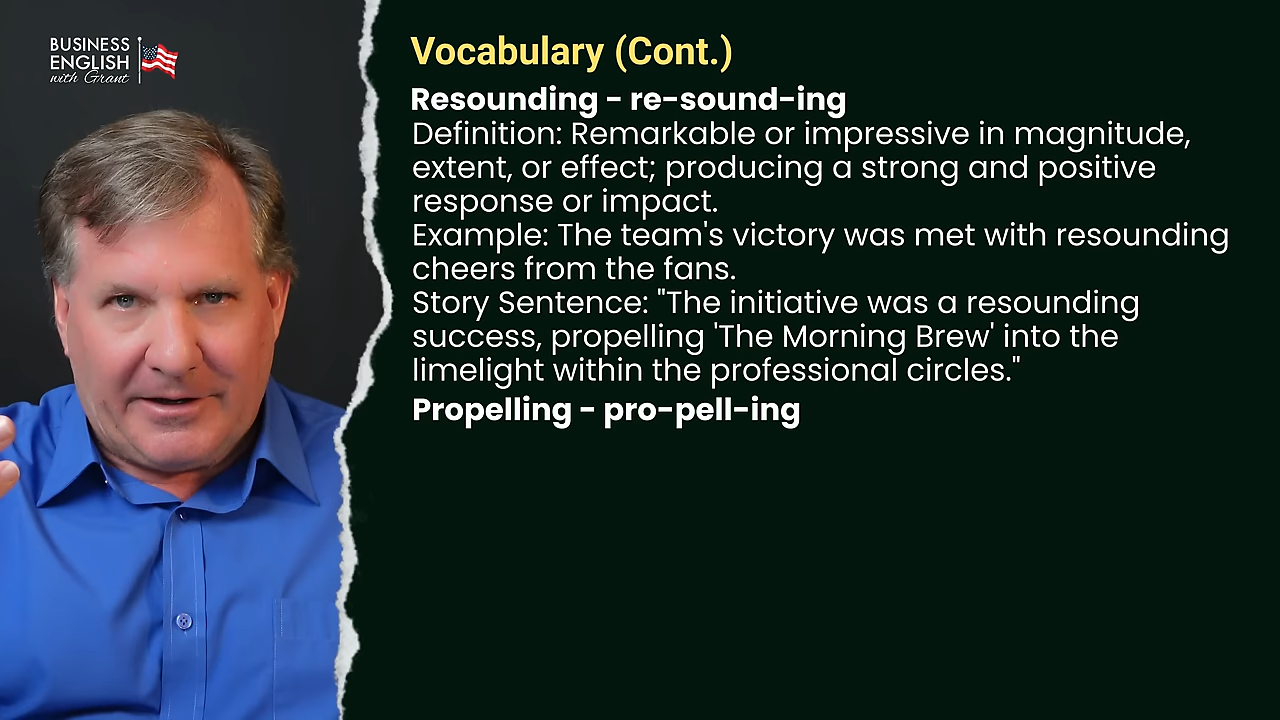 BUSINESS
ENGLISH
with Grant
Vocabulary (Cont.)
Resounding - re-sound-ing
Definition: Remarkable or impressive in magnitude,
extent, or effect; producing a strong and positive
response or impact.
Example: The team's victory was met with resounding
cheers from the fans.
Story Sentence: "The initiative was a resounding
success, propelling 'The Morning Brew' into the
limelight within the professional circles."
Propelling - pro-pell-ing